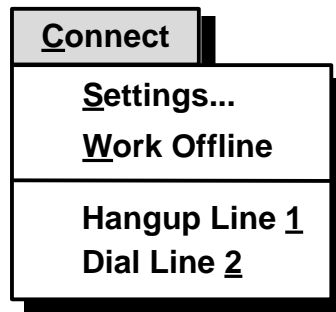 Connect
Settings...
Work Offline
Hangup Line 1
Dial Line 2